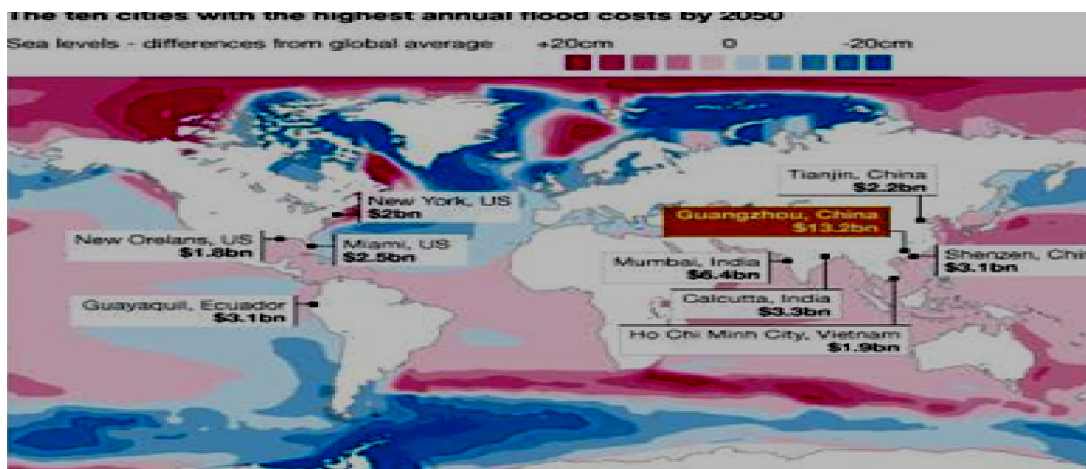 The ten cities with the highest annual flood costs by 2050
Sea levels - differences from global average
+20cm 0 -20cm
Tianjin, China
$2.2bn
New York, US
$2bn
Guangzhou, China
$13.2bn
New Orelans, US
$1.8bn
Miami, US
$2.5bn
Mumbai, India
$6.4bn
Shenzen, Chi
$3.1bn
Guayaquil, Ecuador
$3.1bn
Calcutta, India
$3.3bn
Ho Chi Minh City, Vietnam
$1.9bn